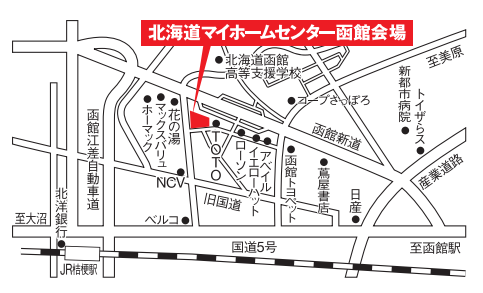 北海道マイホームセンター函館会場
北海道函館
高等支援学校
至美原
コープさっぽろ
新都市病院
トイザらス
花の湯
マックスバリュ
ホーマック
函館江差自動車道
TOTO
函館新道
アベイル
イエローハット
ローソン
函館トヨペット
蔦屋書店
産業道路
NCV
旧国道
日産
北洋銀行
至大沼
ベルコ
国道5号
至函館駅
JR桔梗駅